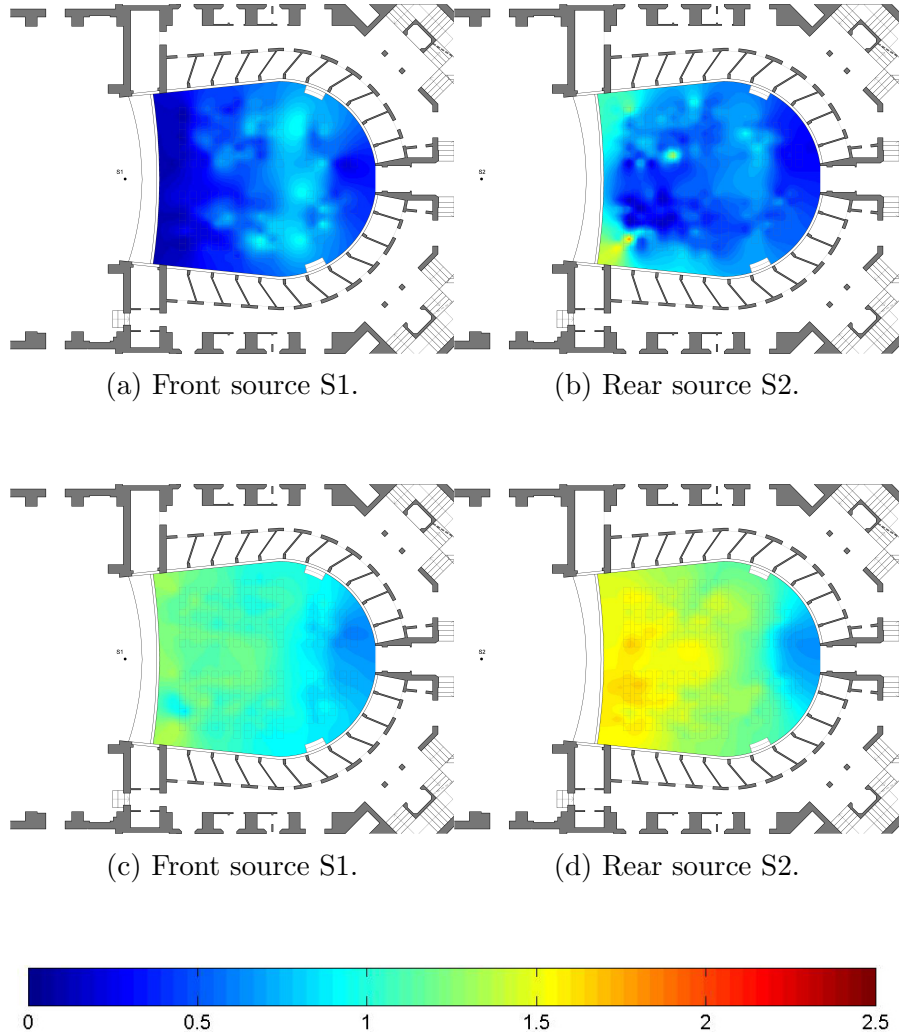 S1
S2
(a) Front source S1.
(b) Rear source S2.
S1
S2
(c) Front source S1.
(d) Rear source S2.
0 0.5 1 1.5 2 2.5